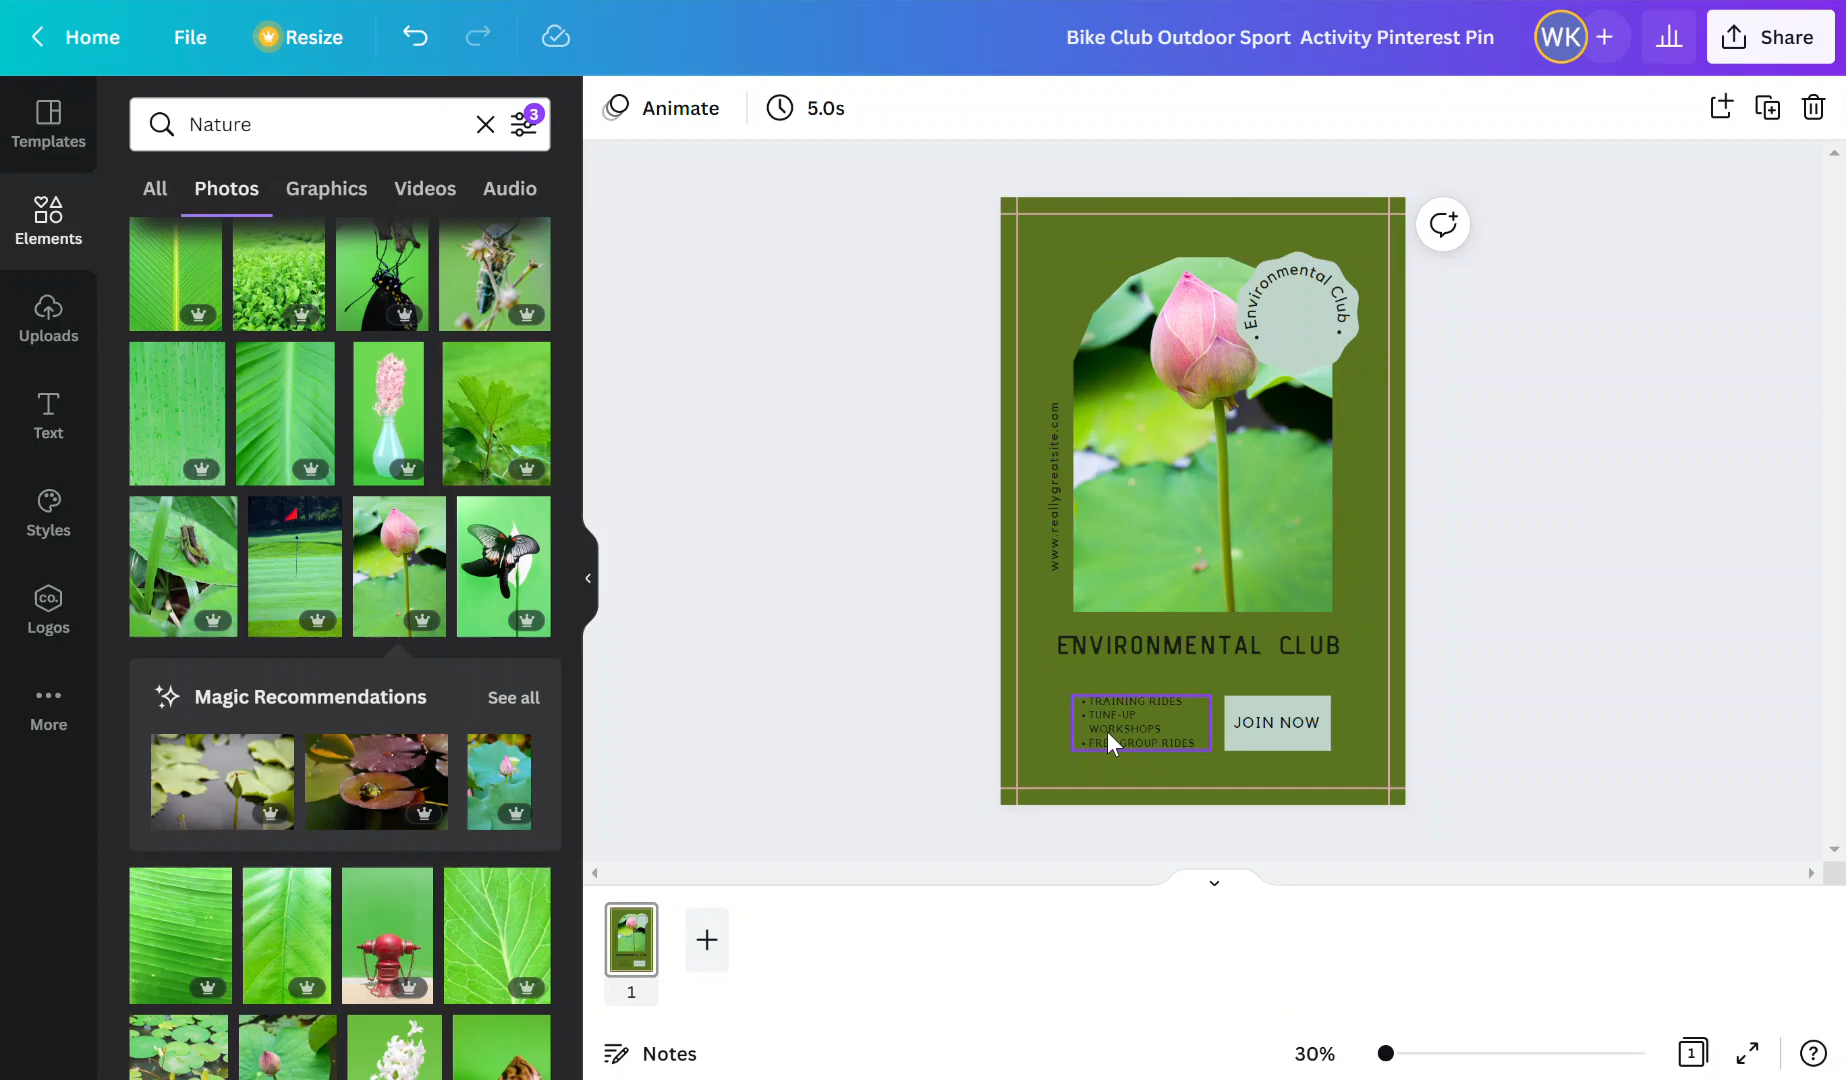 Home
File
Resize
Bike Club Outdoor Sport Activity Pinterest Pin
WK
Share
Templates
Elements
Uploads
Text
Styles
CO.
Logos
More
Nature
3
All
Photos
Graphics
Videos
Audio
Magic Recommendations
See all
Animate
5.0s
• Environmental Club •
www.reallygreatsite.com
ENVIRONMENTAL CLUB
• TRAINING RIDES
• TUNE-UP
WORKSHOPS
• FREE GROUP RIDES
JOIN NOW
1
Notes
30%
1
?